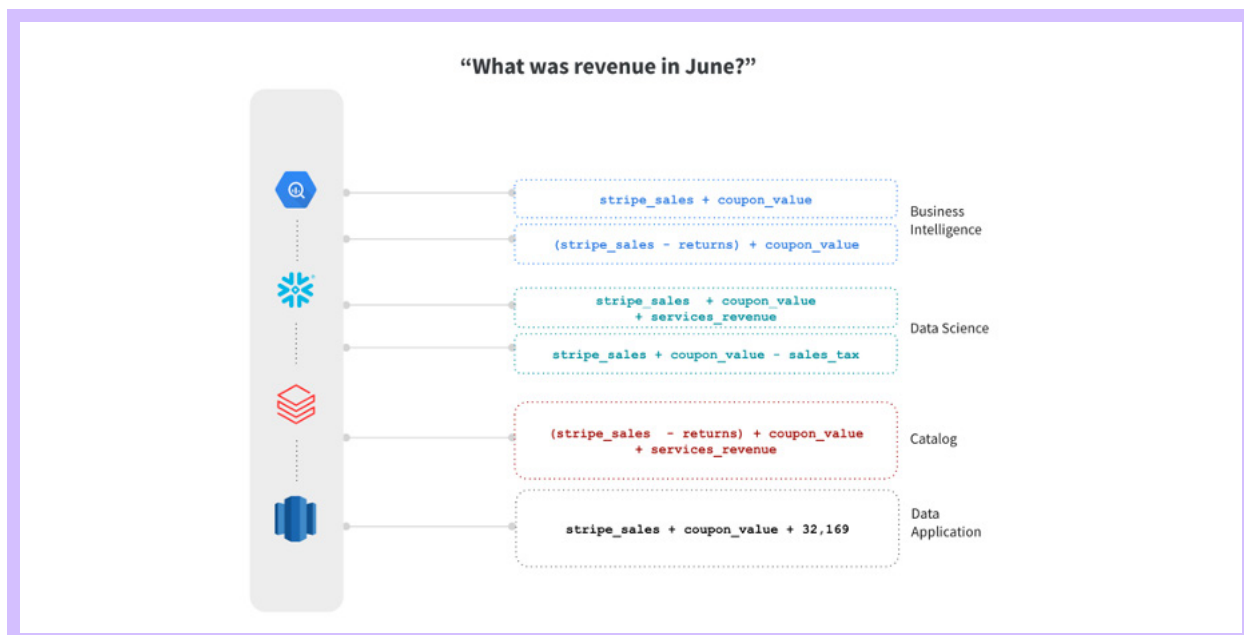 “What was revenue in June?”
stripe_sales + coupon_value
(stripe_sales - returns) + coupon_value
Business
Intelligence
stripe_sales + coupon_value
+ services_revenue
stripe_sales + coupon_value - sales_tax
Data Science
(stripe_sales - returns) + coupon_value
+ services_revenue
Catalog
stripe_sales + coupon_value + 32,169
Data
Application